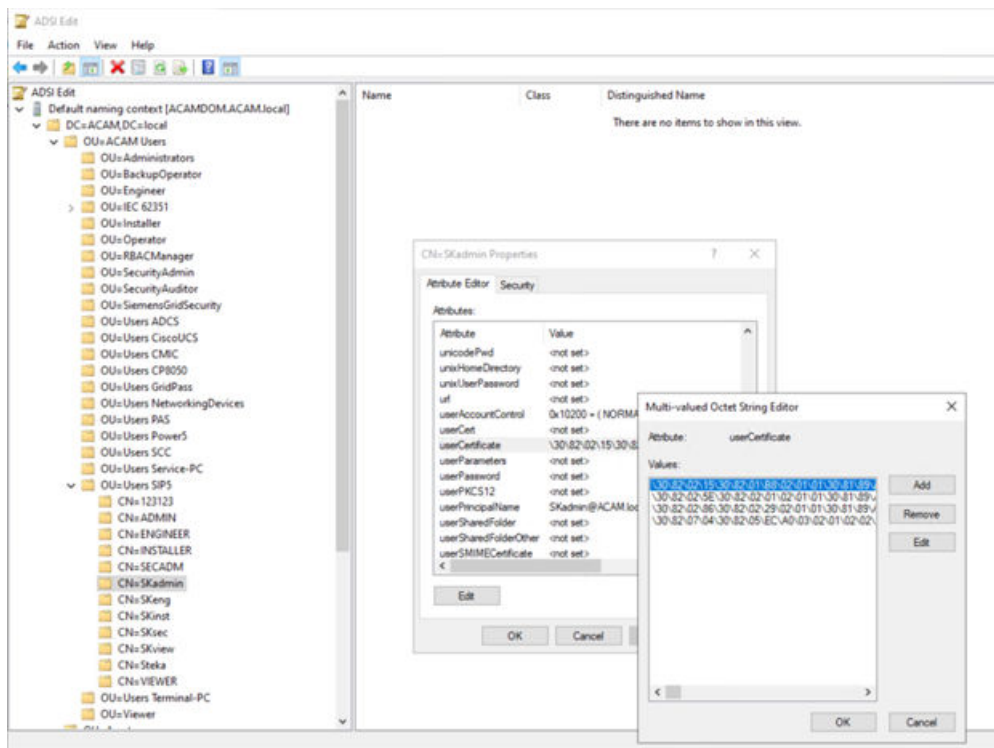 ADSI Edit
File Action View Help
ADSI Edit
Default naming context [ACAMDOM.ACAM.local]
DC=ACAM,DC=local
OU=ACAM Users
OU=Administrators
OU=BackupOperator
OU=Engineer
OU=IEC 62351
OU=Installer
OU=Operator
OU=RBACManager
OU=SecurityAdmin
OU=SecurityAuditor
OU=SiemensGridSecurity
OU=Users ADCS
OU=Users CiscoUCS
OU=Users CMIC
OU=Users CP8050
OU=Users GridPass
OU=Users NetworkingDevices
OU=Users PAS
OU=Users Power5
OU=Users SCC
OU=Users Service-PC
OU=Users SIP5
CN=123123
CN=ADMIN
CN=ENGINEER
CN=INSTALLER
CN=SECADM
CN=SKadmin
CN=SKeng
CN=SKinst
CN=SKsec
CN=SKview
CN=Steka
CN=VIEWER
OU=Users Terminal-PC
OU=Viewer
Name Class Distinguished Name
There are no items to show in this view.
CN=SKadmin Properties ?
Attribute Editor Security
Attributes:
Attribute Value
unicodePwd <not set>
unixHomeDirectory <not set>
unixUserPassword <not set>
url <not set>
userAccountControl 0x10200 = ( NORMA
userCert <not set>
userCertificate \30\82\02\15\30\82
userParameters <not set>
userPassword <not set>
userPKCS12 <not set>
userPrincipalName SKadmin@ACAM.loc
userSharedFolder <not set>
userSharedFolderOther <not set>
userSMIMECertificate <not set>
Edit
OK Cancel
Multi-valued Octet String Editor
Attribute: userCertificate
Values:
\30\82\02\15\30\82\01\B8\02\01\01\30\81\89\
\30\82\02\5E\30\82\02\01\02\01\01\30\81\89\
\30\82\02\86\30\82\02\29\02\01\01\30\81\89\
\30\82\07\04\30\82\05\EC\A0\03\02\01\02\02\
Add
Remove
Edit
OK Cancel